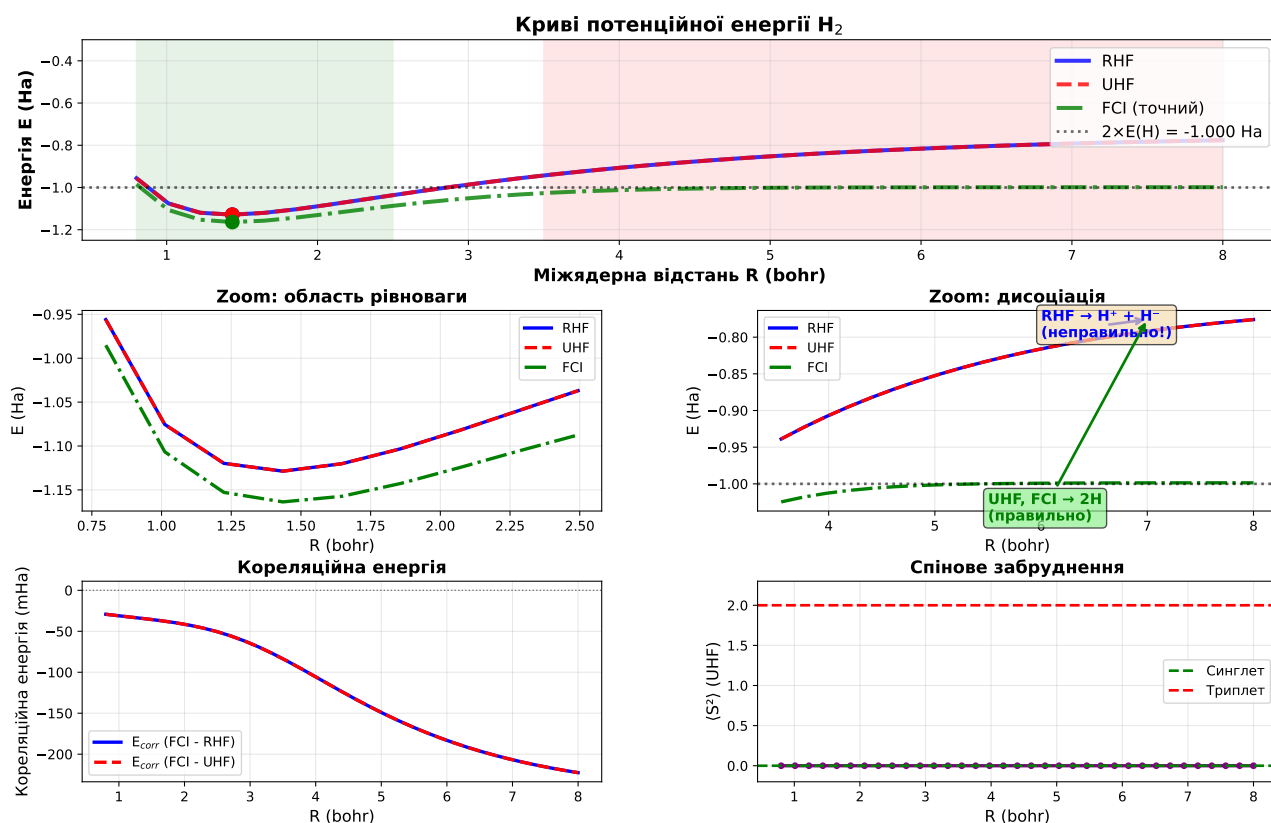 Криві потенційної енергії H₂
Енергія E (Ha)
−0.4
−0.6
−0.8
−1.0
−1.2
RHF
UHF
FCI (точний)
2×E(H) = -1.000 Ha
1 2 3 4 5 6 7 8
Міжядерна відстань R (bohr)
Zoom: область рівноваги
E (Ha)
−0.95
−1.00
−1.05
−1.10
−1.15
RHF
UHF
FCI
0.75 1.00 1.25 1.50 1.75 2.00 2.25 2.50
R (bohr)
Zoom: дисоціація
E (Ha)
−0.80
−0.85
−0.90
−0.95
−1.00
RHF
UHF
FCI
RHF → H⁺ + H⁻
(неправильно!)
UHF, FCI → 2H
(правильно)
4 5 6 7 8
R (bohr)
Кореляційна енергія
Кореляційна енергія (mHa)
0
−50
−100
−150
−200
E_corr (FCI - RHF)
E_corr (FCI - UHF)
1 2 3 4 5 6 7 8
R (bohr)
Спінове забруднення
⟨S²⟩ (UHF)
2.0
1.5
1.0
0.5
0.0
Синглет
Триплет
1 2 3 4 5 6 7 8
R (bohr)